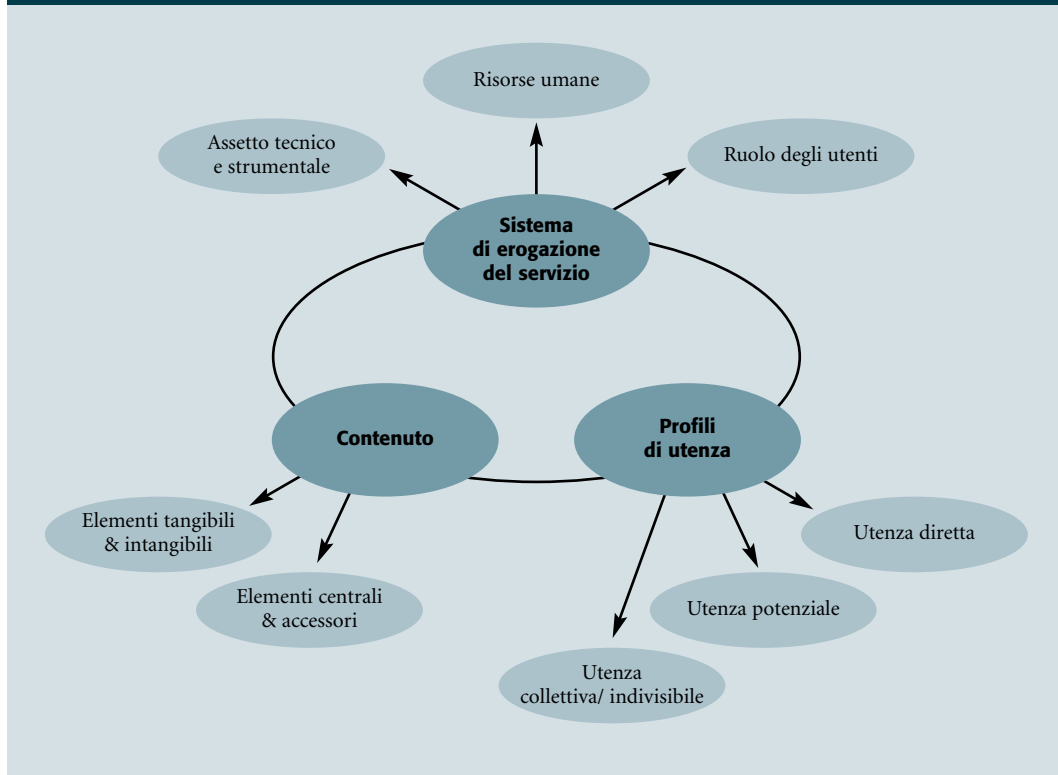 Risorse umane
Assetto tecnico
e strumentale
Ruolo degli utenti
Sistema
di erogazione
del servizio
Contenuto
Profili
di utenza
Elementi tangibili
& intangibili
Utenza diretta
Elementi centrali
& accessori
Utenza potenziale
Utenza
collettiva/ indivisibile